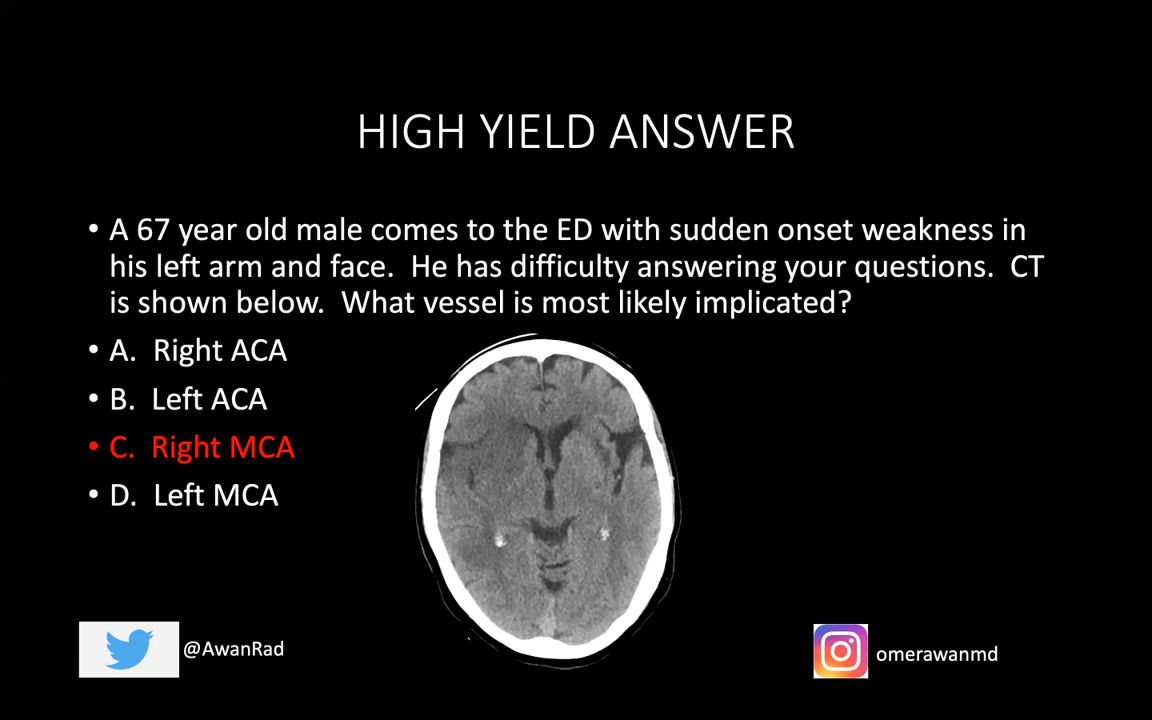 HIGH YIELD ANSWER
• A 67 year old male comes to the ED with sudden onset weakness in
his left arm and face.  He has difficulty answering your questions.  CT
is shown below.  What vessel is most likely implicated?
• A.  Right ACA
• B.  Left ACA
• C.  Right MCA
• D.  Left MCA
@AwanRad
omerawanmd